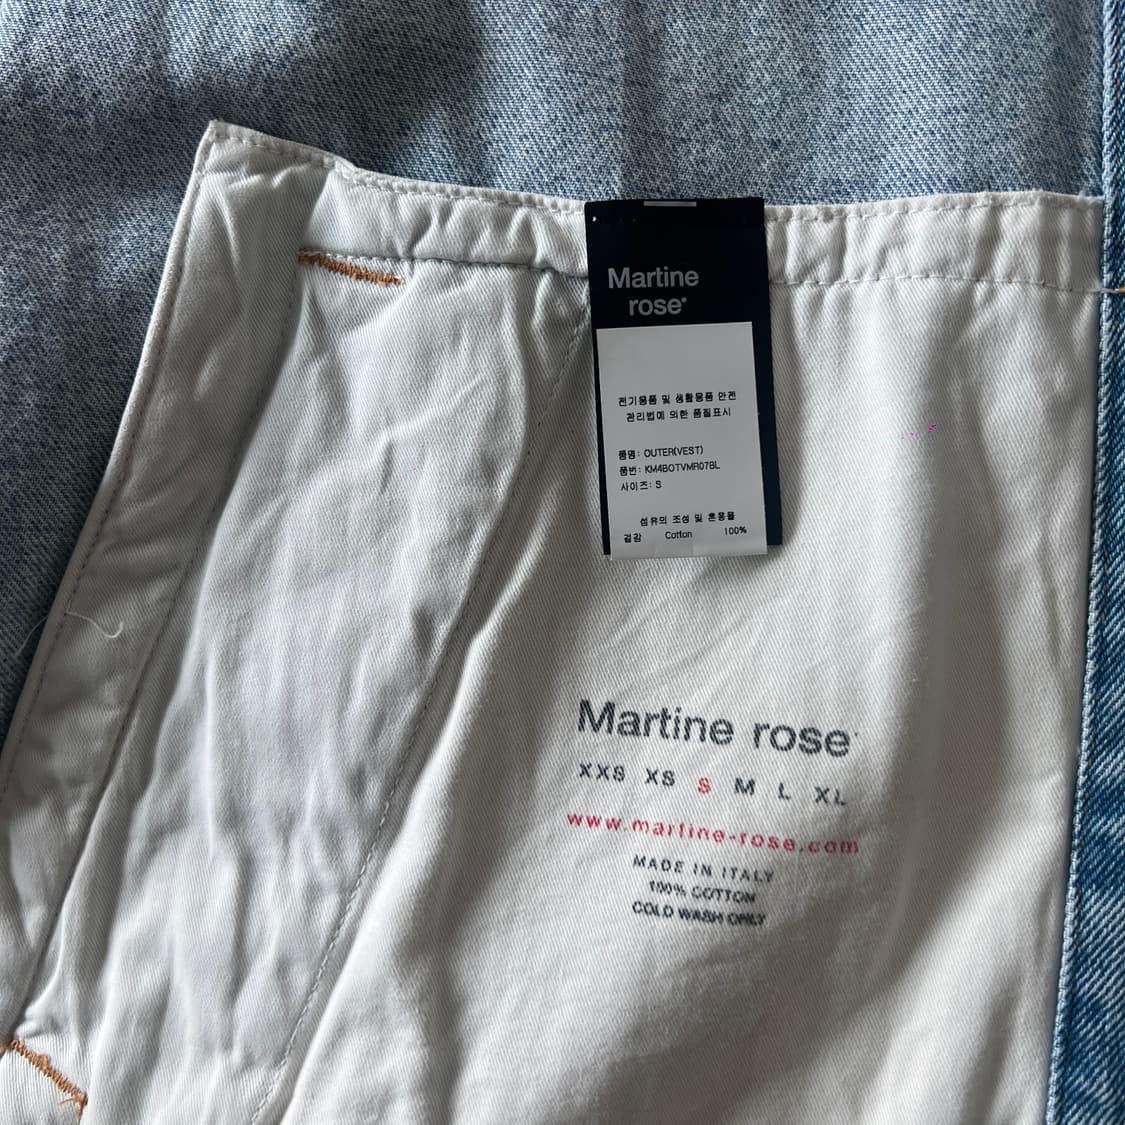 Martine
rose
전기용품 및 생활용품 안전
관리법에 의한 품질표시
품명: OUTER(VEST)
품번: KM4BOTVMR07BL
사이즈: S
섬유의 조성 및 혼용률
겉감 Cotton 100%
Martine rose
XXS XS S M L XL
www.martine-rose.com
MADE IN ITALY
100% COTTON
COLD WASH ONLY